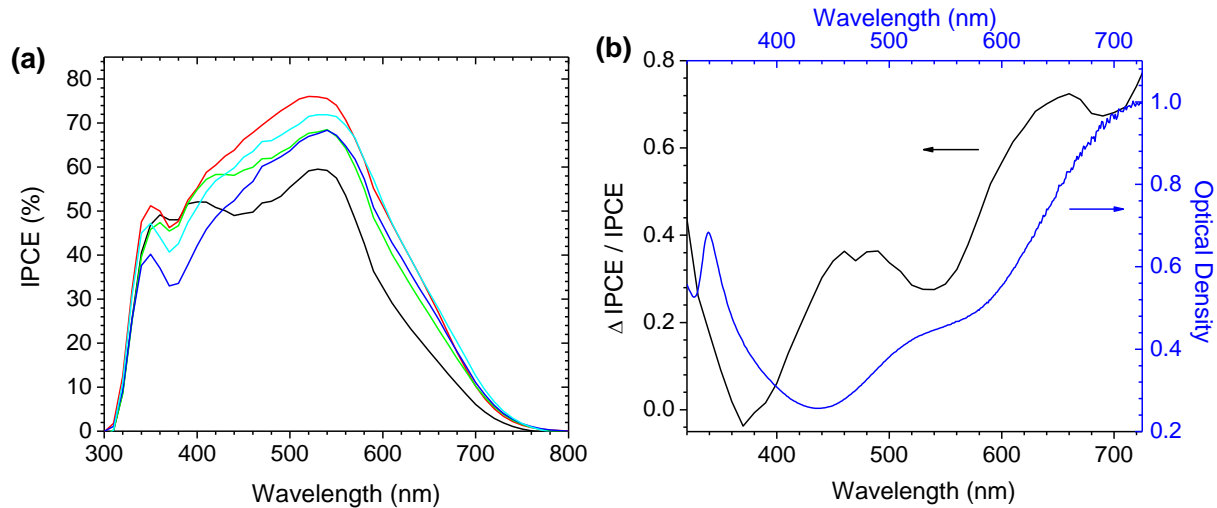 (a)
IPCE (%)
80
70
60
50
40
30
20
10
0
300 400 500 600 700 800
Wavelength (nm)
(b)
Wavelength (nm)
400 500 600 700
Δ IPCE / IPCE
0.8
0.6
0.4
0.2
0.0
1.0
0.8
0.6
0.4
0.2
Optical Density
400 500 600 700
Wavelength (nm)